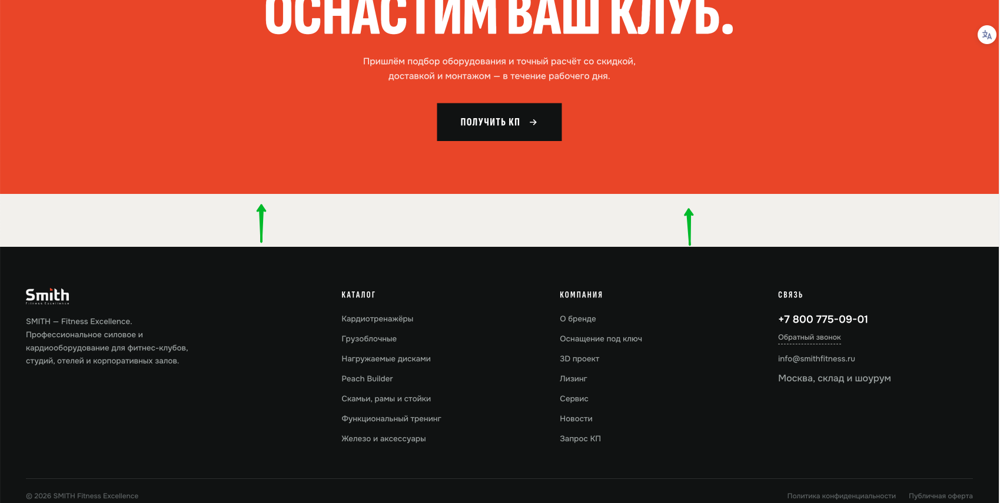 ОСНАСТИМ ВАШ КЛУБ.
Пришлём подбор оборудования и точный расчёт со скидкой,
доставкой и монтажом — в течение рабочего дня.
ПОЛУЧИТЬ КП →
Smith
Fitness Excellence
SMITH — Fitness Excellence.
Профессиональное силовое и
кардиооборудование для фитнес-клубов,
студий, отелей и корпоративных залов.
КАТАЛОГ
Кардиотренажёры
Грузоблочные
Нагружаемые дисками
Peach Builder
Скамьи, рамы и стойки
Функциональный тренинг
Железо и аксессуары
КОМПАНИЯ
О бренде
Оснащение под ключ
3D проект
Лизинг
Сервис
Новости
Запрос КП
СВЯЗЬ
+7 800 775-09-01
Обратный звонок
info@smithfitness.ru
Москва, склад и шоурум
© 2026 SMITH Fitness Excellence
Политика конфиденциальности
Публичная оферта